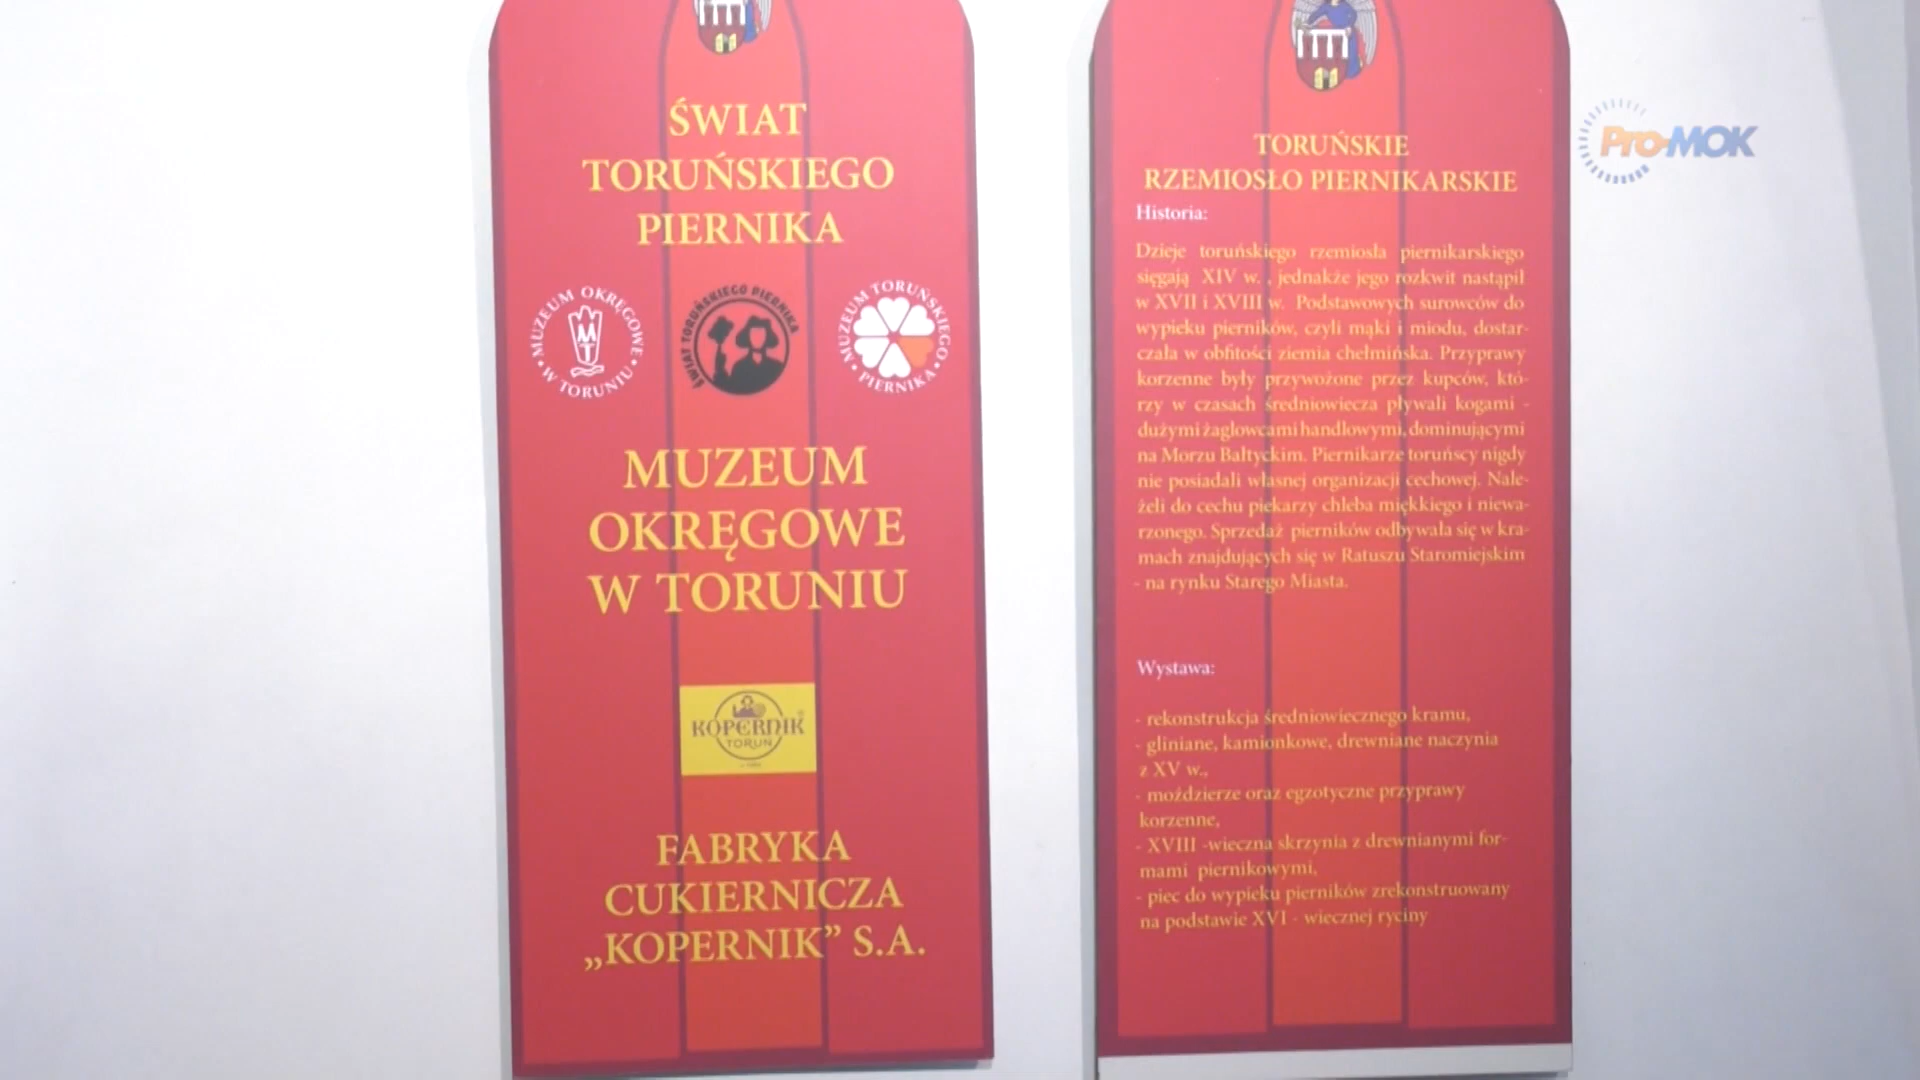 ŚWIAT
TORUŃSKIEGO
PIERNIKA
MUZEUM OKRĘGOWE
W TORUNIU
ŚWIAT TORUŃSKIEGO PIERNIKA
MUZEUM TORUŃSKIEGO
PIERNIKA
MUZEUM
OKRĘGOWE
W TORUNIU
KOPERNIK
TORUŃ
FABRYKA
CUKIERNICZA
„KOPERNIK” S.A.
TORUŃSKIE
RZEMIOSŁO PIERNIKARSKIE
Historia:
Dzieje toruńskiego rzemiosła piernikarskiego
sięgają XIV w. , jednakże jego rozkwit nastąpił
w XVII i XVIII w. Podstawowych surowców do
wypieku pierników, czyli mąki i miodu, dostar-
czała w obfitości ziemia chełmińska. Przyprawy
korzenne były przywożone przez kupców, któ-
rzy w czasach średniowiecza pływali kogami -
dużymi żaglowcami handlowymi, dominującymi
na Morzu Bałtyckim. Piernikarze toruńscy nigdy
nie posiadali własnej organizacji cechowej. Nale-
żeli do cechu piekarzy chleba miękkiego i niewa-
rzonego. Sprzedaż pierników odbywała się w kra-
mach znajdujących się w Ratuszu Staromiejskim
- na rynku Starego Miasta.
Wystawa:
- rekonstrukcja średniowiecznego kramu,
- gliniane, kamionkowe, drewniane naczynia
z XV w.,
- moździerze oraz egzotyczne przyprawy
korzenne,
- XVIII -wieczna skrzynia z drewnianymi for-
mami piernikowymi,
- piec do wypieku pierników zrekonstruowany
na podstawie XVI - wiecznej ryciny
Pro-MOK